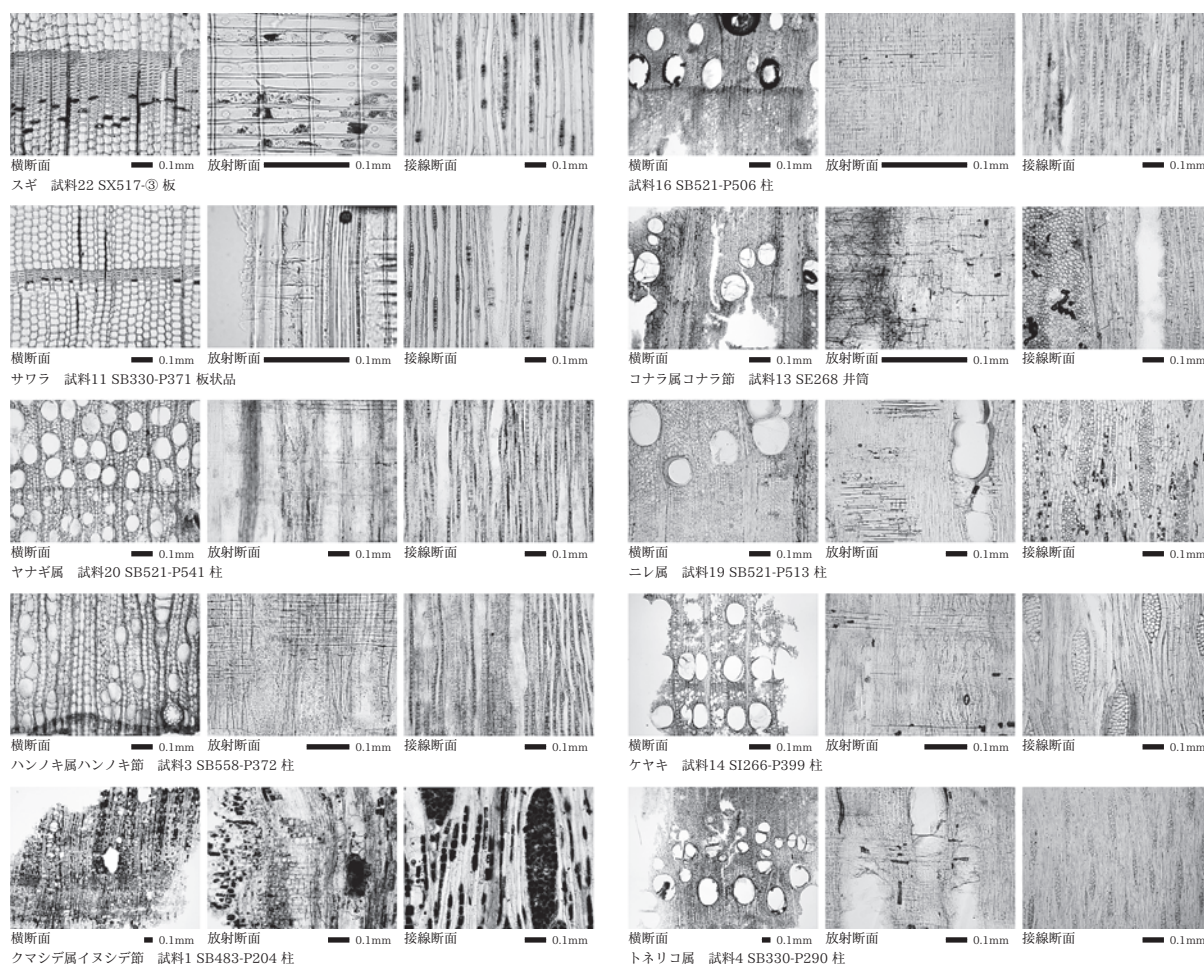 横断面 0.1mm 放射断面 0.1mm 接線断面 0.1mm
スギ 試料22 SX517-③ 板
横断面 0.1mm 放射断面 0.1mm 接線断面 0.1mm
サワラ 試料11 SB330-P371 板状品
横断面 0.1mm 放射断面 0.1mm 接線断面 0.1mm
ヤナギ属 試料20 SB521-P541 柱
横断面 0.1mm 放射断面 0.1mm 接線断面 0.1mm
ハンノキ属ハンノキ節 試料3 SB558-P372 柱
横断面 0.1mm 放射断面 0.1mm 接線断面 0.1mm
クマシデ属イヌシデ節 試料1 SB483-P204 柱
横断面 0.1mm 放射断面 0.1mm 接線断面 0.1mm
試料16 SB521-P506 柱
横断面 0.1mm 放射断面 0.1mm 接線断面 0.1mm
コナラ属コナラ節 試料13 SE268 井筒
横断面 0.1mm 放射断面 0.1mm 接線断面 0.1mm
ニレ属 試料19 SB521-P513 柱
横断面 0.1mm 放射断面 0.1mm 接線断面 0.1mm
ケヤキ 試料14 SI266-P399 柱
横断面 0.1mm 放射断面 0.1mm 接線断面 0.1mm
トネリコ属 試料4 SB330-P290 柱